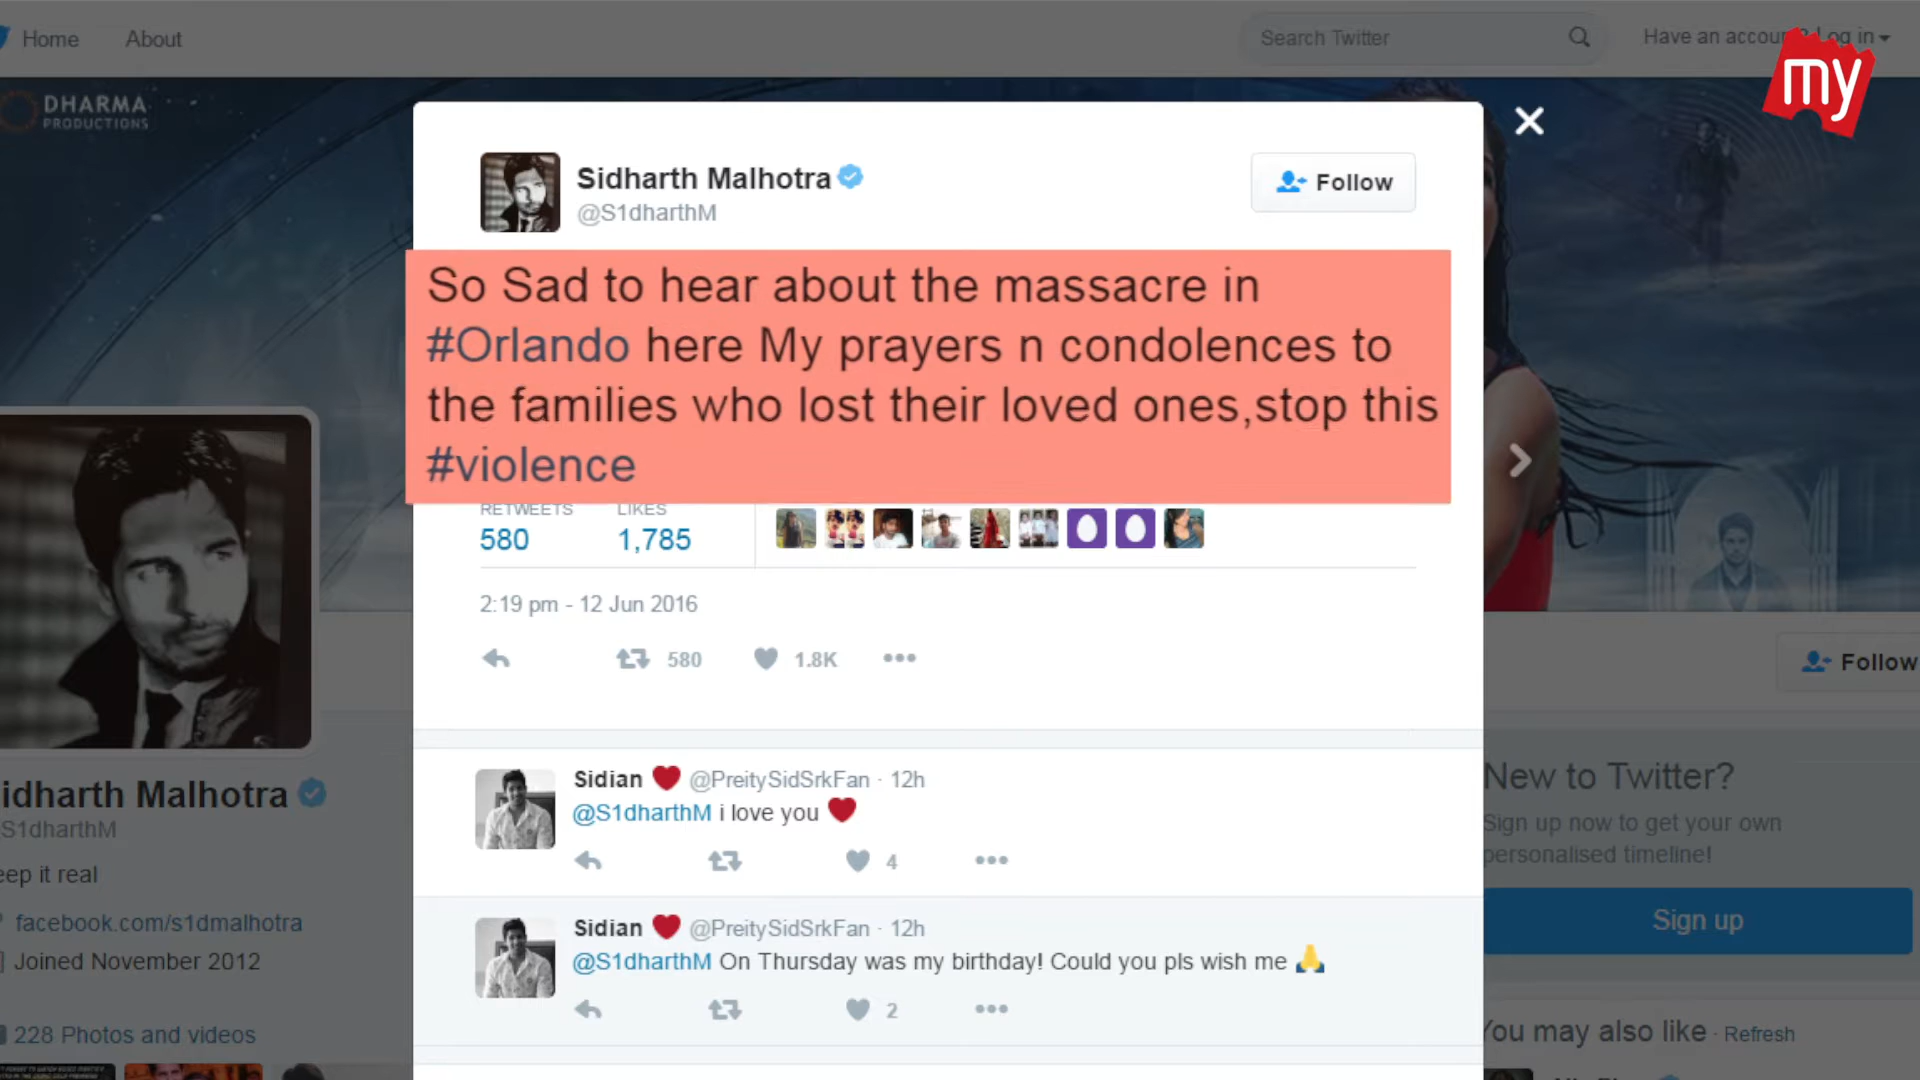 Home About
Search Twitter
Have an account? Log in
my
DHARMA
PRODUCTIONS
Sidharth Malhotra
@S1dharthM
Follow
So Sad to hear about the massacre in
#Orlando here My prayers n condolences to
the families who lost their loved ones,stop this
#violence
RETWEETS LIKES
580 1,785
2:19 pm - 12 Jun 2016
580 1.8K
Sidian ❤ @PreitySidSrkFan · 12h
@S1dharthM i love you ❤
4
Sidian ❤ @PreitySidSrkFan · 12h
@S1dharthM On Thursday was my birthday! Could you pls wish me 🙏
2
idharth Malhotra
S1dharthM
eep it real
facebook.com/s1dmalhotra
Joined November 2012
228 Photos and videos
Follow
New to Twitter?
Sign up now to get your own
personalised timeline!
Sign up
You may also like · Refresh